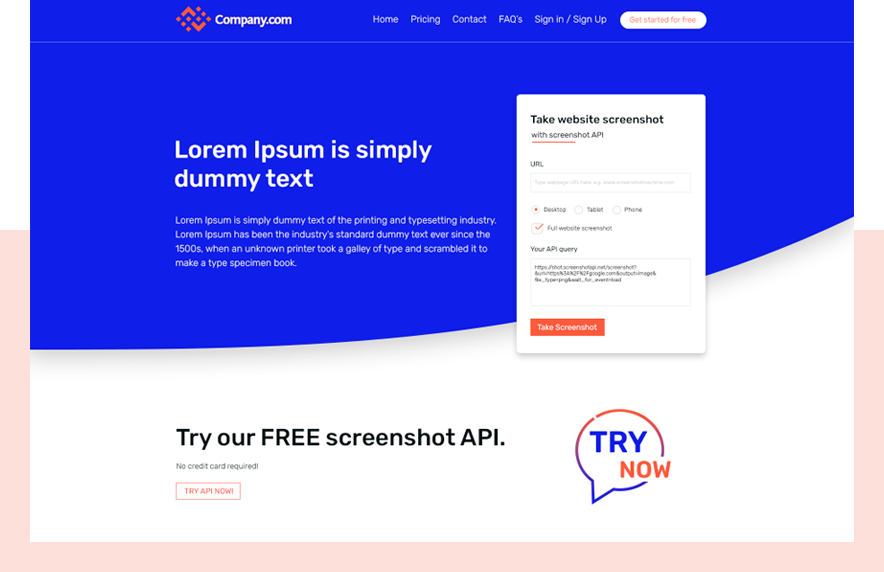 Company.com
Home Pricing Contact FAQ's Sign in / Sign Up Get started for free
Lorem Ipsum is simply
dummy text
Lorem Ipsum is simply dummy text of the printing and typesetting industry.
Lorem Ipsum has been the industry's standard dummy text ever since the
1500s, when an unknown printer took a galley of type and scrambled it to
make a type specimen book.
Take website screenshot
with screenshot API
URL
Type webpage URL here e.g.
Desktop Tablet Phone
Full website screenshot
Your API query
https://shot.screenshotapi.net/screenshot?
&url=https%3A%2F%2Fgoogle.com&output=image&
file_type=png&wait_for_event=load
Take Screenshot
Try our FREE screenshot API.
No credit card required!
TRY API NOW!
TRY
NOW